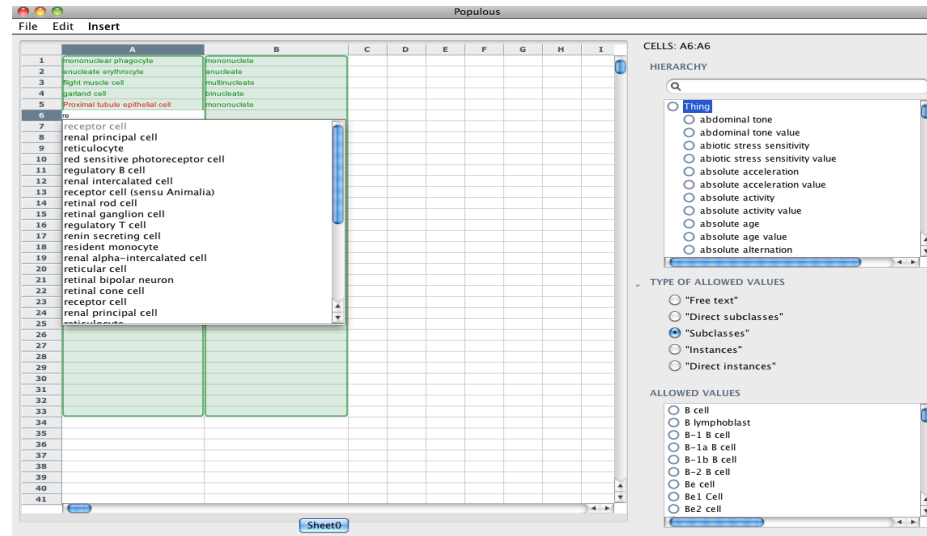 Populous
File Edit Insert
A B C D E F G H I
1 mononuclear phagocyte mononuclete
2 enucleate erythrocyte anucleate
3 flight muscle cell multinucleate
4 garland cell binucleate
5 Proximal tubule epithelial cell mononuclete
6 re
7 receptor cell
8 renal principal cell
9 reticulocyte
10 red sensitive photoreceptor cell
11 regulatory B cell
12 renal intercalated cell
13 receptor cell (sensu Animalia)
14 retinal rod cell
15 retinal ganglion cell
16 regulatory T cell
17 renin secreting cell
18 resident monocyte
19 renal alpha-intercalated cell
20 reticular cell
21 retinal bipolar neuron
22 retinal cone cell
23 receptor cell
24 renal principal cell
25 reticulocyte
26
27
28
29
30
31
32
33
34
35
36
37
38
39
40
41
Sheet0
CELLS: A6:A6
HIERARCHY
Thing
abdominal tone
abdominal tone value
abiotic stress sensitivity
abiotic stress sensitivity value
absolute acceleration
absolute acceleration value
absolute activity
absolute activity value
absolute age
absolute age value
absolute alternation
TYPE OF ALLOWED VALUES
"Free text"
"Direct subclasses"
"Subclasses"
"Instances"
"Direct instances"
ALLOWED VALUES
B cell
B lymphoblast
B-1 B cell
B-1a B cell
B-1b B cell
B-2 B cell
Be cell
Be1 Cell
Be2 cell